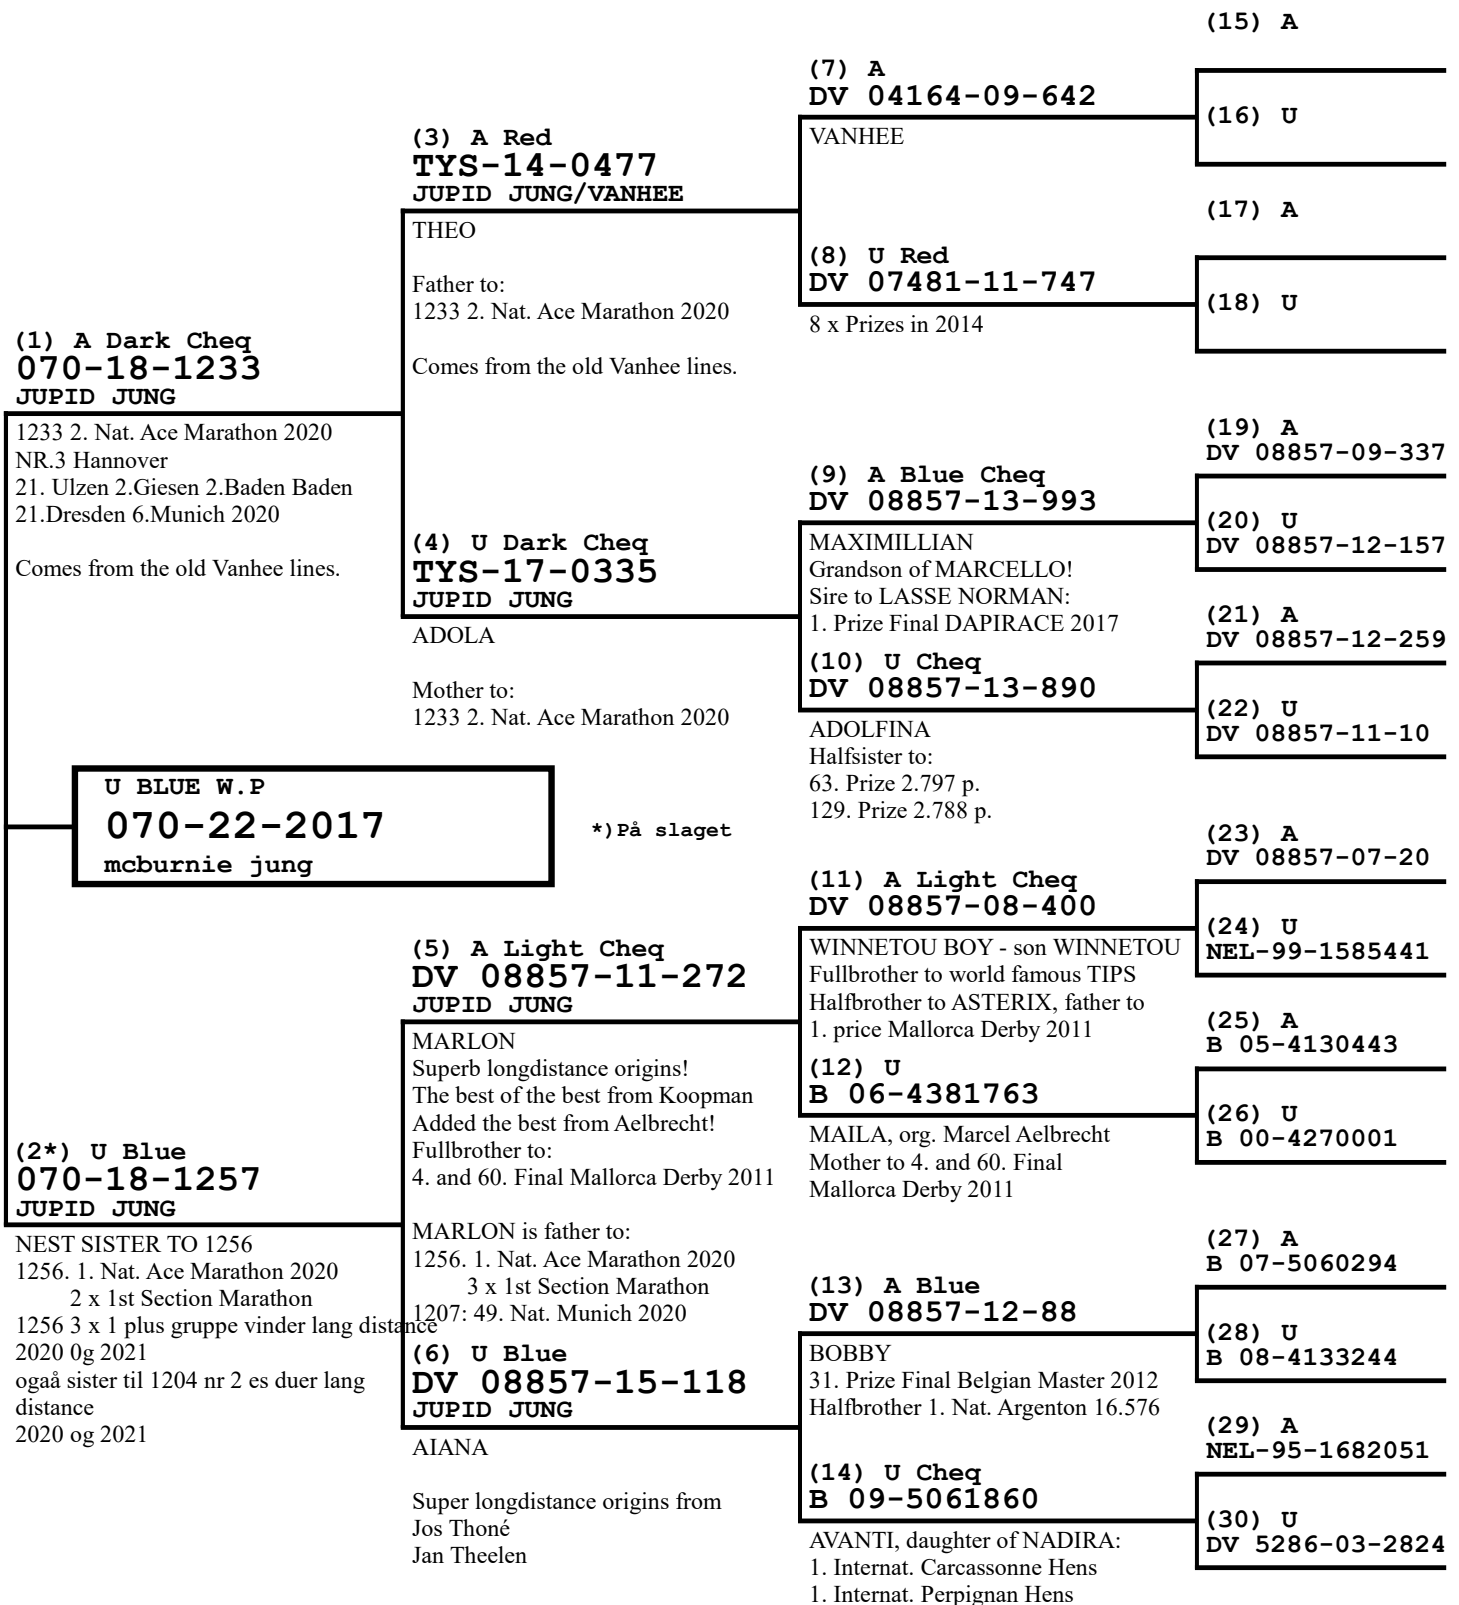 (1) A Dark Cheq
070-18-1233
JUPID JUNG
1233 2. Nat. Ace Marathon 2020
NR.3 Hannover
21. Ulzen 2.Giesen 2.Baden Baden
21.Dresden 6.Munich 2020
Comes from the old Vanhee lines.
U BLUE W.P
070-22-2017
mcburnie jung
*)På slaget
(2*) U Blue
070-18-1257
JUPID JUNG
NEST SISTER TO 1256
1256. 1. Nat. Ace Marathon 2020
2 x 1st Section Marathon
1256 3 x 1 plus gruppe vinder lang distance
2020 0g 2021
ogaå sister til 1204 nr 2 es duer lang
distance
2020 og 2021
(3) A Red
TYS-14-0477
JUPID JUNG/VANHEE
THEO
Father to:
1233 2. Nat. Ace Marathon 2020
Comes from the old Vanhee lines.
(4) U Dark Cheq
TYS-17-0335
JUPID JUNG
ADOLA
Mother to:
1233 2. Nat. Ace Marathon 2020
(5) A Light Cheq
DV 08857-11-272
JUPID JUNG
MARLON
Superb longdistance origins!
The best of the best from Koopman
Added the best from Aelbrecht!
Fullbrother to:
4. and 60. Final Mallorca Derby 2011
MARLON is father to:
1256. 1. Nat. Ace Marathon 2020
3 x 1st Section Marathon
1207: 49. Nat. Munich 2020
(6) U Blue
DV 08857-15-118
JUPID JUNG
AIANA
Super longdistance origins from
Jos Thoné
Jan Theelen
(7) A
DV 04164-09-642
VANHEE
(8) U Red
DV 07481-11-747
8 x Prizes in 2014
(9) A Blue Cheq
DV 08857-13-993
MAXIMILLIAN
Grandson of MARCELLO!
Sire to LASSE NORMAN:
1. Prize Final DAPIRACE 2017
(10) U Cheq
DV 08857-13-890
ADOLFINA
Halfsister to:
63. Prize 2.797 p.
129. Prize 2.788 p.
(11) A Light Cheq
DV 08857-08-400
WINNETOU BOY - son WINNETOU
Fullbrother to world famous TIPS
Halfbrother to ASTERIX, father to
1. price Mallorca Derby 2011
(12) U
B 06-4381763
MAILA, org. Marcel Aelbrecht
Mother to 4. and 60. Final
Mallorca Derby 2011
(13) A Blue
DV 08857-12-88
BOBBY
31. Prize Final Belgian Master 2012
Halfbrother 1. Nat. Argenton 16.576
(14) U Cheq
B 09-5061860
AVANTI, daughter of NADIRA:
1. Internat. Carcassonne Hens
1. Internat. Perpignan Hens
(15) A
(16) U
(17) A
(18) U
(19) A
DV 08857-09-337
(20) U
DV 08857-12-157
(21) A
DV 08857-12-259
(22) U
DV 08857-11-10
(23) A
DV 08857-07-20
(24) U
NEL-99-1585441
(25) A
B 05-4130443
(26) U
B 00-4270001
(27) A
B 07-5060294
(28) U
B 08-4133244
(29) A
NEL-95-1682051
(30) U
DV 5286-03-2824